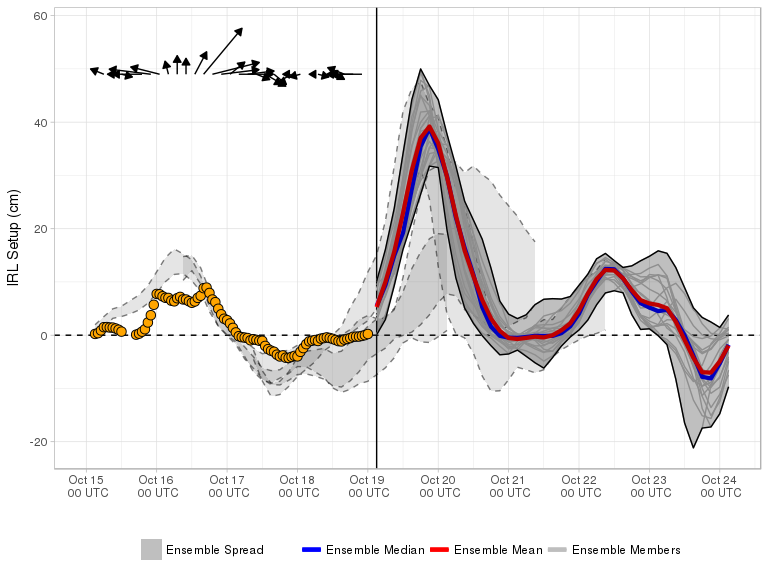 60
40
20
0
-20
IRL Setup (cm)
Oct 15
00 UTC
Oct 16
00 UTC
Oct 17
00 UTC
Oct 18
00 UTC
Oct 19
00 UTC
Oct 20
00 UTC
Oct 21
00 UTC
Oct 22
00 UTC
Oct 23
00 UTC
Oct 24
00 UTC
Ensemble Spread
Ensemble Median
Ensemble Mean
Ensemble Members